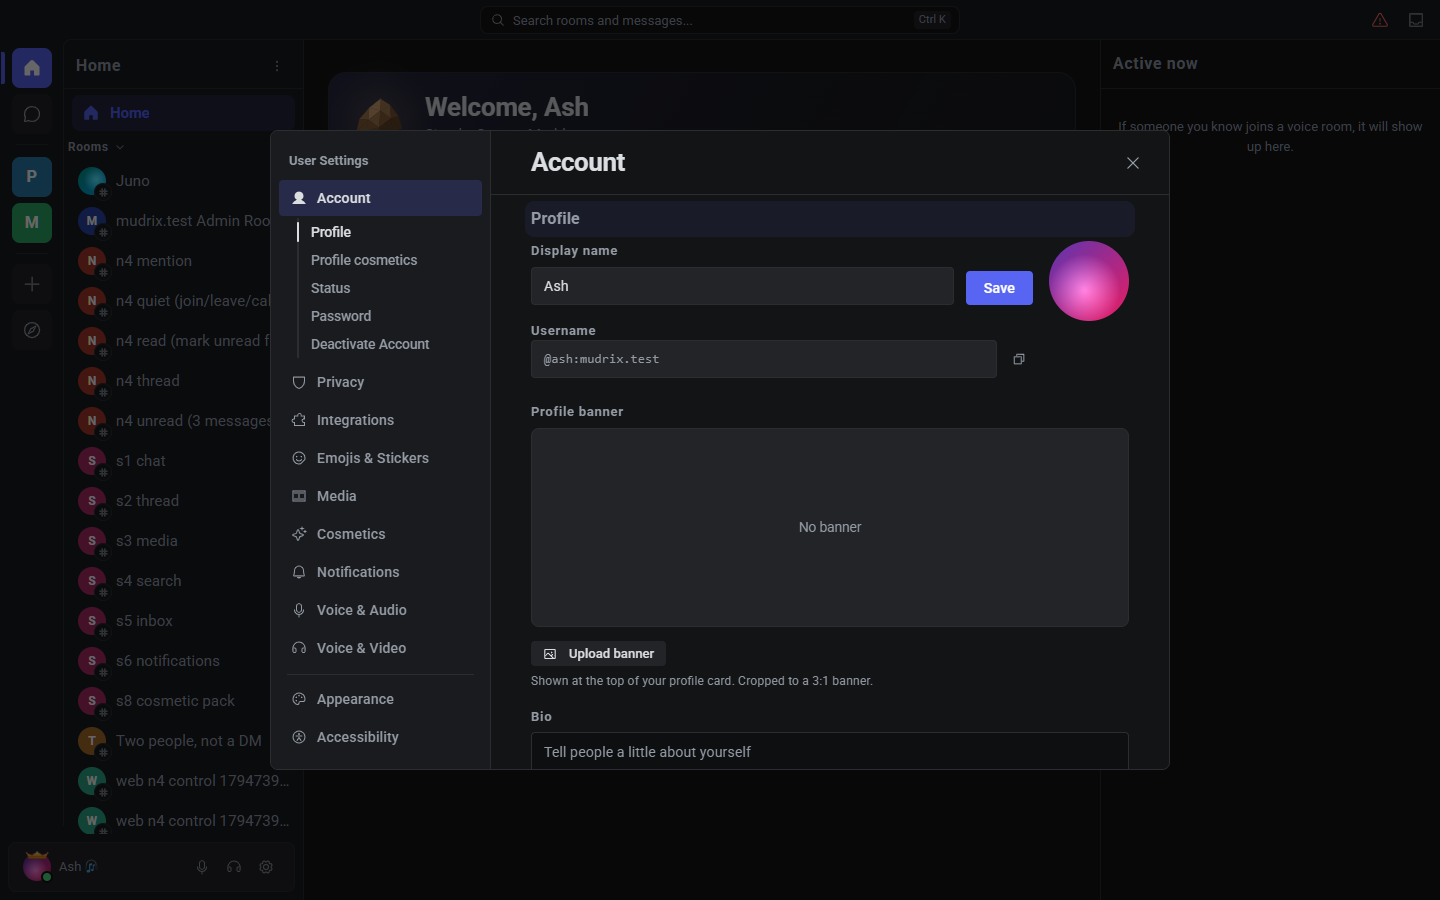 Search rooms and messages...
Ctrl K
Home
Home
Rooms
Juno
M
mudrix.test Admin Roo
N
n4 mention
N
n4 quiet (join/leave/cal
N
n4 read (mark unread f
N
n4 thread
N
n4 unread (3 messages
S
s1 chat
S
s2 thread
S
s3 media
S
s4 search
S
s5 inbox
S
s6 notifications
S
s8 cosmetic pack
T
Two people, not a DM
W
web n4 control 1794739...
W
web n4 control 1794739...
P
M
Ash
Welcome, Ash
Active now
If someone you know joins a voice room, it will show
up here.
User Settings
Account
Profile
Profile cosmetics
Status
Password
Deactivate Account
Privacy
Integrations
Emojis & Stickers
Media
Cosmetics
Notifications
Voice & Audio
Voice & Video
Appearance
Accessibility
Account
Profile
Display name
Ash
Save
Username
@ash:mudrix.test
Profile banner
No banner
Upload banner
Shown at the top of your profile card. Cropped to a 3:1 banner.
Bio
Tell people a little about yourself